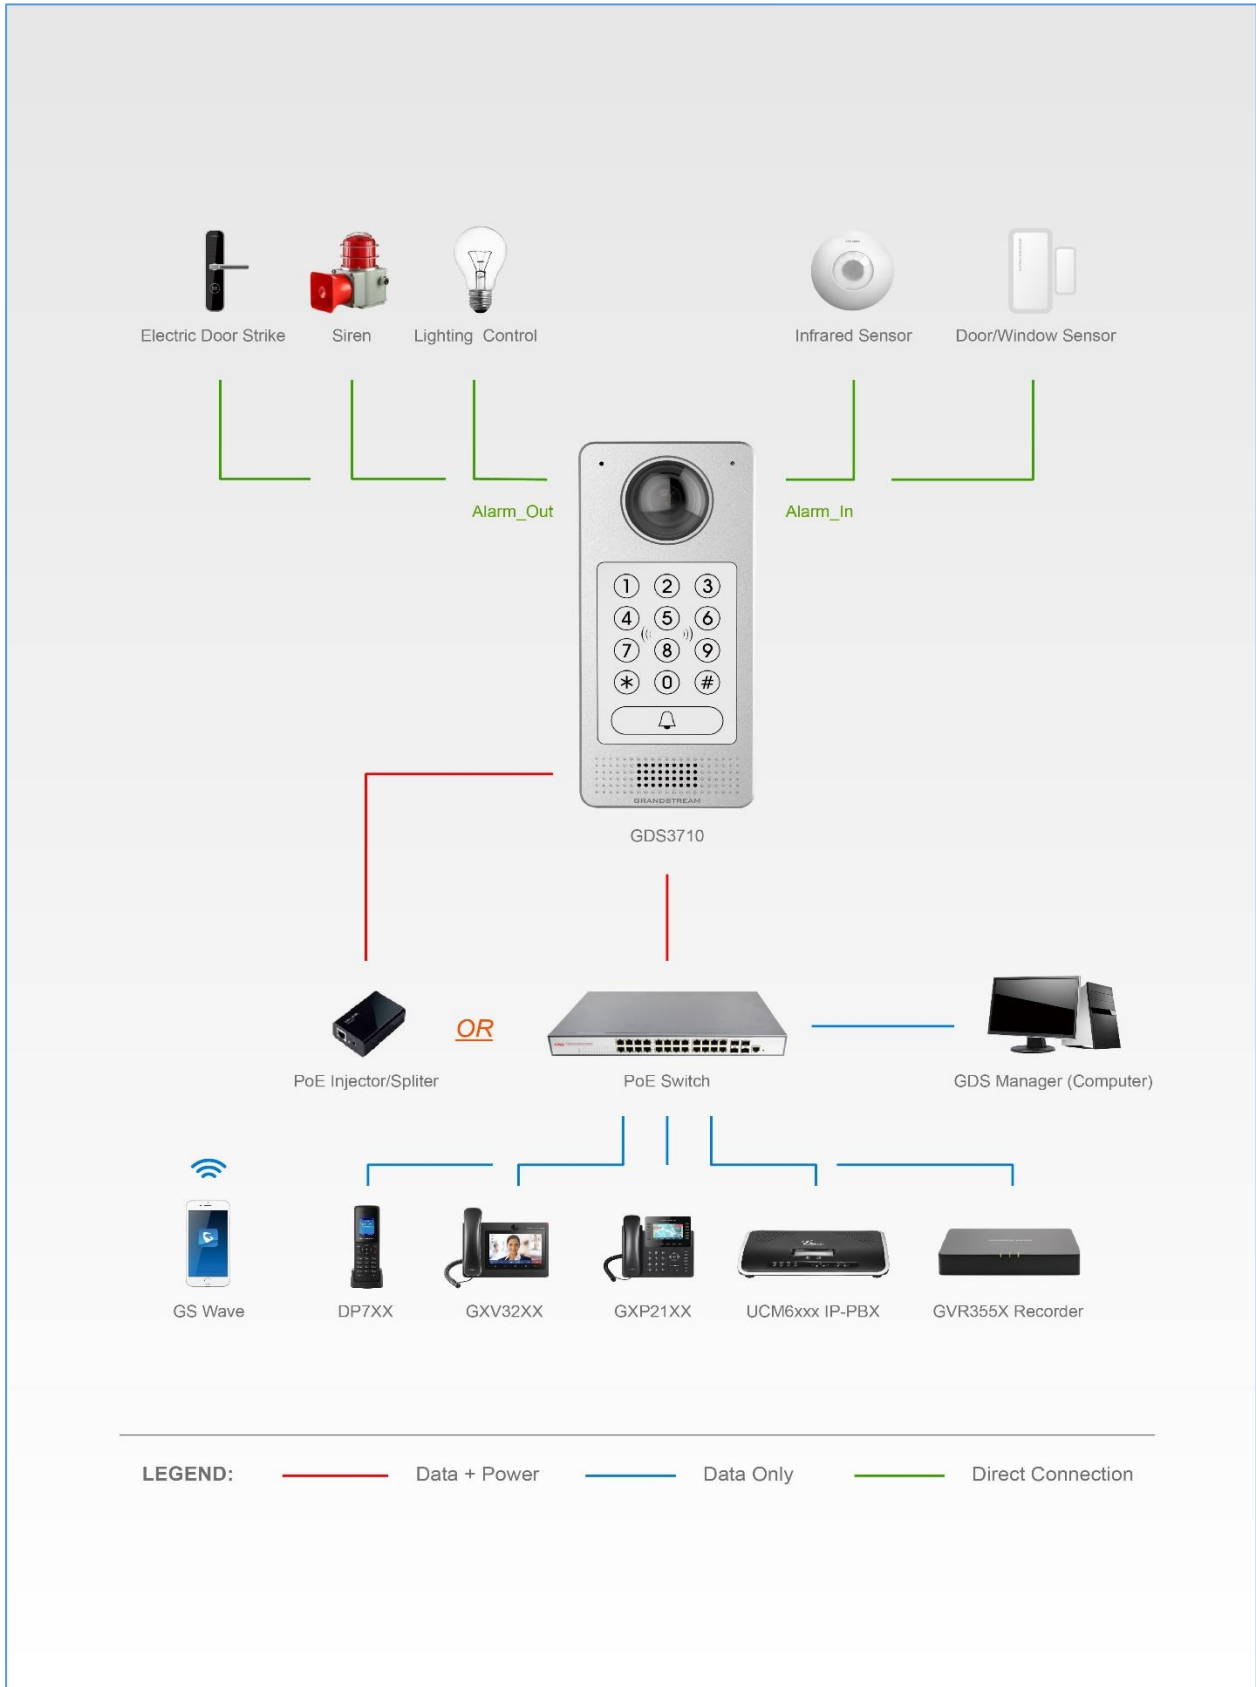 Electric Door Strike
Siren
Lighting Control
Infrared Sensor
Door/Window Sensor
Alarm_Out
Alarm_In
1 2 3
4 5 6
7 8 9
* 0 #
GRANDSTREAM
GDS3710
OR
PoE Injector/Spliter
PoE Switch
GDS Manager (Computer)
GS Wave
DP7XX
GXV32XX
GXP21XX
UCM6xxx IP-PBX
GVR355X Recorder
LEGEND:
Data + Power
Data Only
Direct Connection